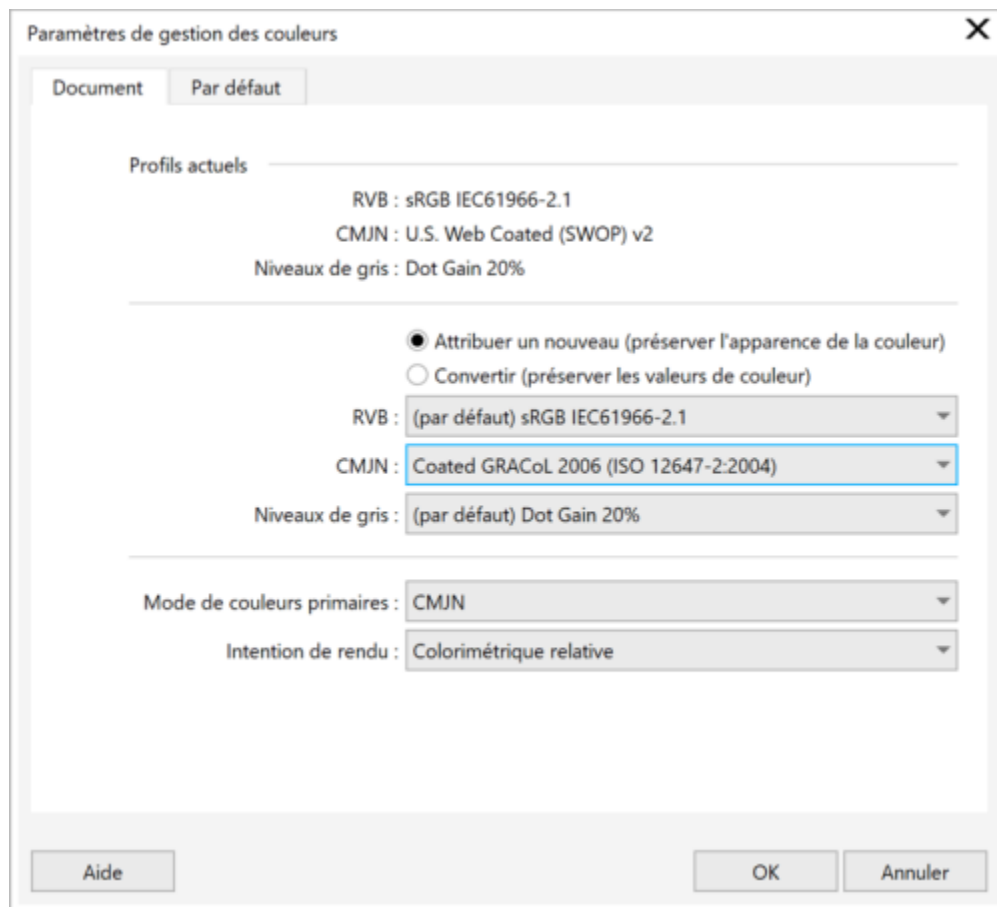 Paramètres de gestion des couleurs
Document Par défaut
Profils actuels
RVB : sRGB IEC61966-2.1
CMJN : U.S. Web Coated (SWOP) v2
Niveaux de gris : Dot Gain 20%
Attribuer un nouveau (préserver l'apparence de la couleur)
Convertir (préserver les valeurs de couleur)
RVB : (par défaut) sRGB IEC61966-2.1
CMJN : Coated GRACoL 2006 (ISO 12647-2:2004)
Niveaux de gris : (par défaut) Dot Gain 20%
Mode de couleurs primaires : CMJN
Intention de rendu : Colorimétrique relative
Aide OK Annuler